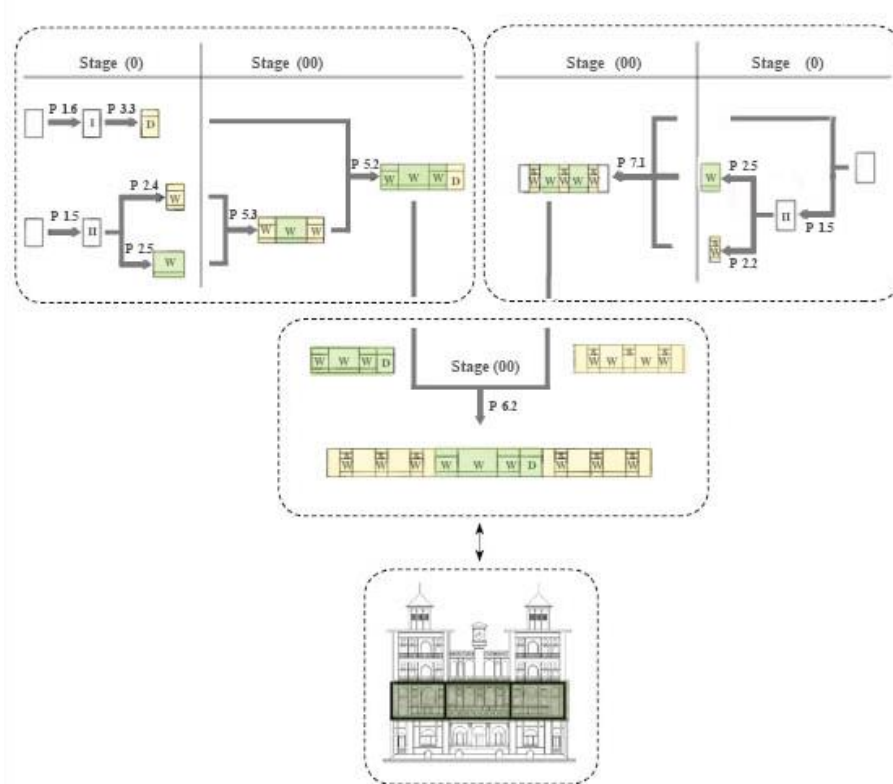 Stage (0) Stage (00)
P 1.6 P 3.3
I D
P 5.2
W W W D
P 2.4
W
P 1.5 P 5.3
II W W W
P 2.5
W
Stage (00) Stage (0)
P 7.1 P 2.5
W W W W W W
II
P 1.5
W
P 2.2
Stage (00)
W W W D W W W W
P 6.2
W W W W W W D W W W